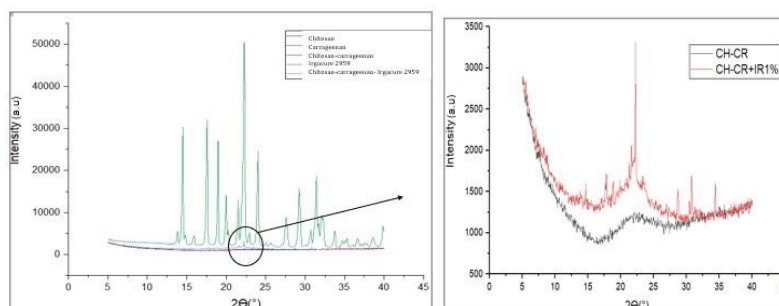 50000
40000
30000
20000
10000
0
Intensity (a.u)
Chitosan
Carrageenan
Chitosan-carrageenan
Irgacure 2959
Chitosan-carrageenan- Irgacure 2959
0 5 10 15 20 25 30 35 40 45
2Θ(°)
3500
3000
2500
2000
1500
1000
500
Intensity (a.u)
CH-CR
CH-CR+IR1%
0 5 10 15 20 25 30 35 40 45
2Θ(°)